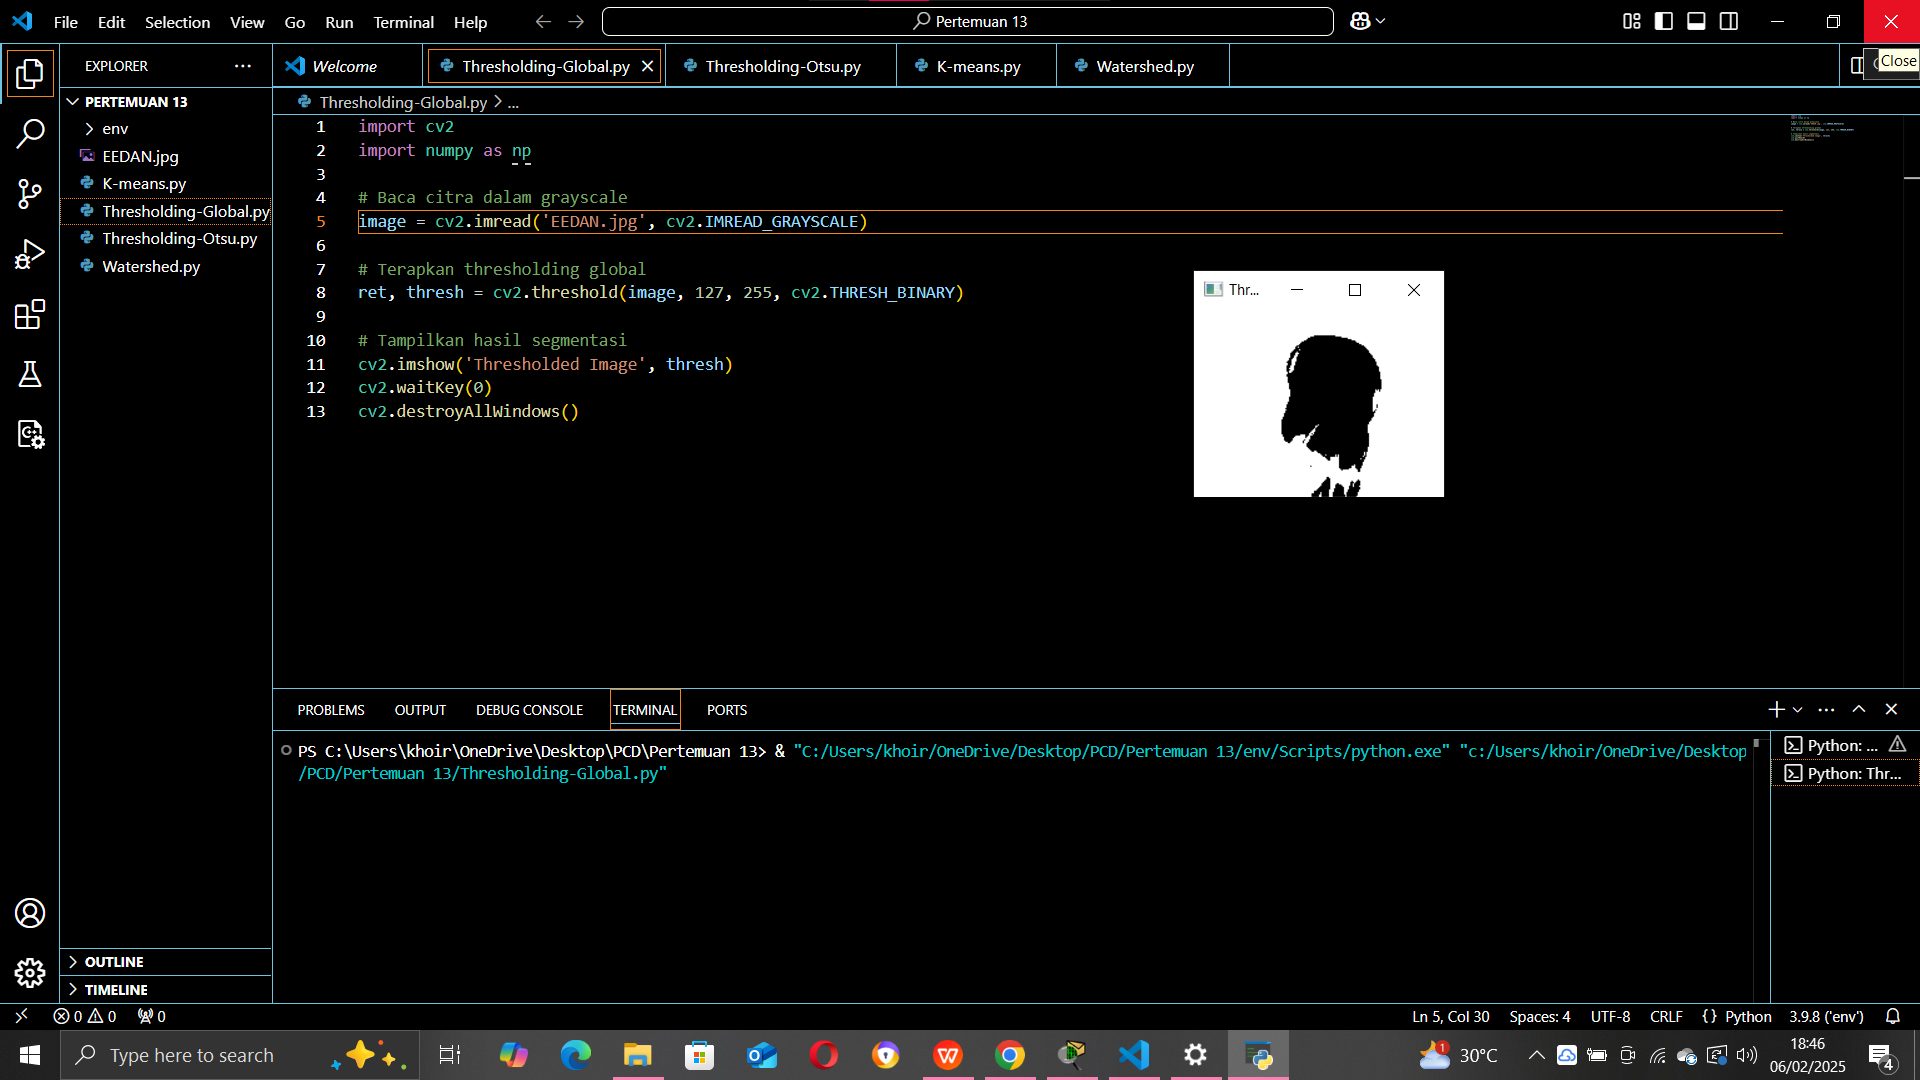 File Edit Selection View Go Run Terminal Help
Pertemuan 13
Close
EXPLORER
Welcome
Thresholding-Global.py
Thresholding-Otsu.py
K-means.py
Watershed.py
PERTEMUAN 13
env
EEDAN.jpg
K-means.py
Thresholding-Global.py
Thresholding-Otsu.py
Watershed.py
Thresholding-Global.py > ...
1 import cv2
2 import numpy as np
3
4 # Baca citra dalam grayscale
5 image = cv2.imread('EEDAN.jpg', cv2.IMREAD_GRAYSCALE)
6
7 # Terapkan thresholding global
8 ret, thresh = cv2.threshold(image, 127, 255, cv2.THRESH_BINARY)
9
10 # Tampilkan hasil segmentasi
11 cv2.imshow('Thresholded Image', thresh)
12 cv2.waitKey(0)
13 cv2.destroyAllWindows()
Thr...
PROBLEMS OUTPUT DEBUG CONSOLE TERMINAL PORTS
PS C:\Users\khoir\OneDrive\Desktop\PCD\Pertemuan 13> & "C:/Users/khoir/OneDrive/Desktop/PCD/Pertemuan 13/env/Scripts/python.exe" "c:/Users/khoir/OneDrive/Desktop
/PCD/Pertemuan 13/Thresholding-Global.py"
Python: ...
Python: Thr...
OUTLINE
TIMELINE
0 0 0
Ln 5, Col 30 Spaces: 4 UTF-8 CRLF {} Python 3.9.8 ('env')
Type here to search
1
30°C
18:46
06/02/2025
4